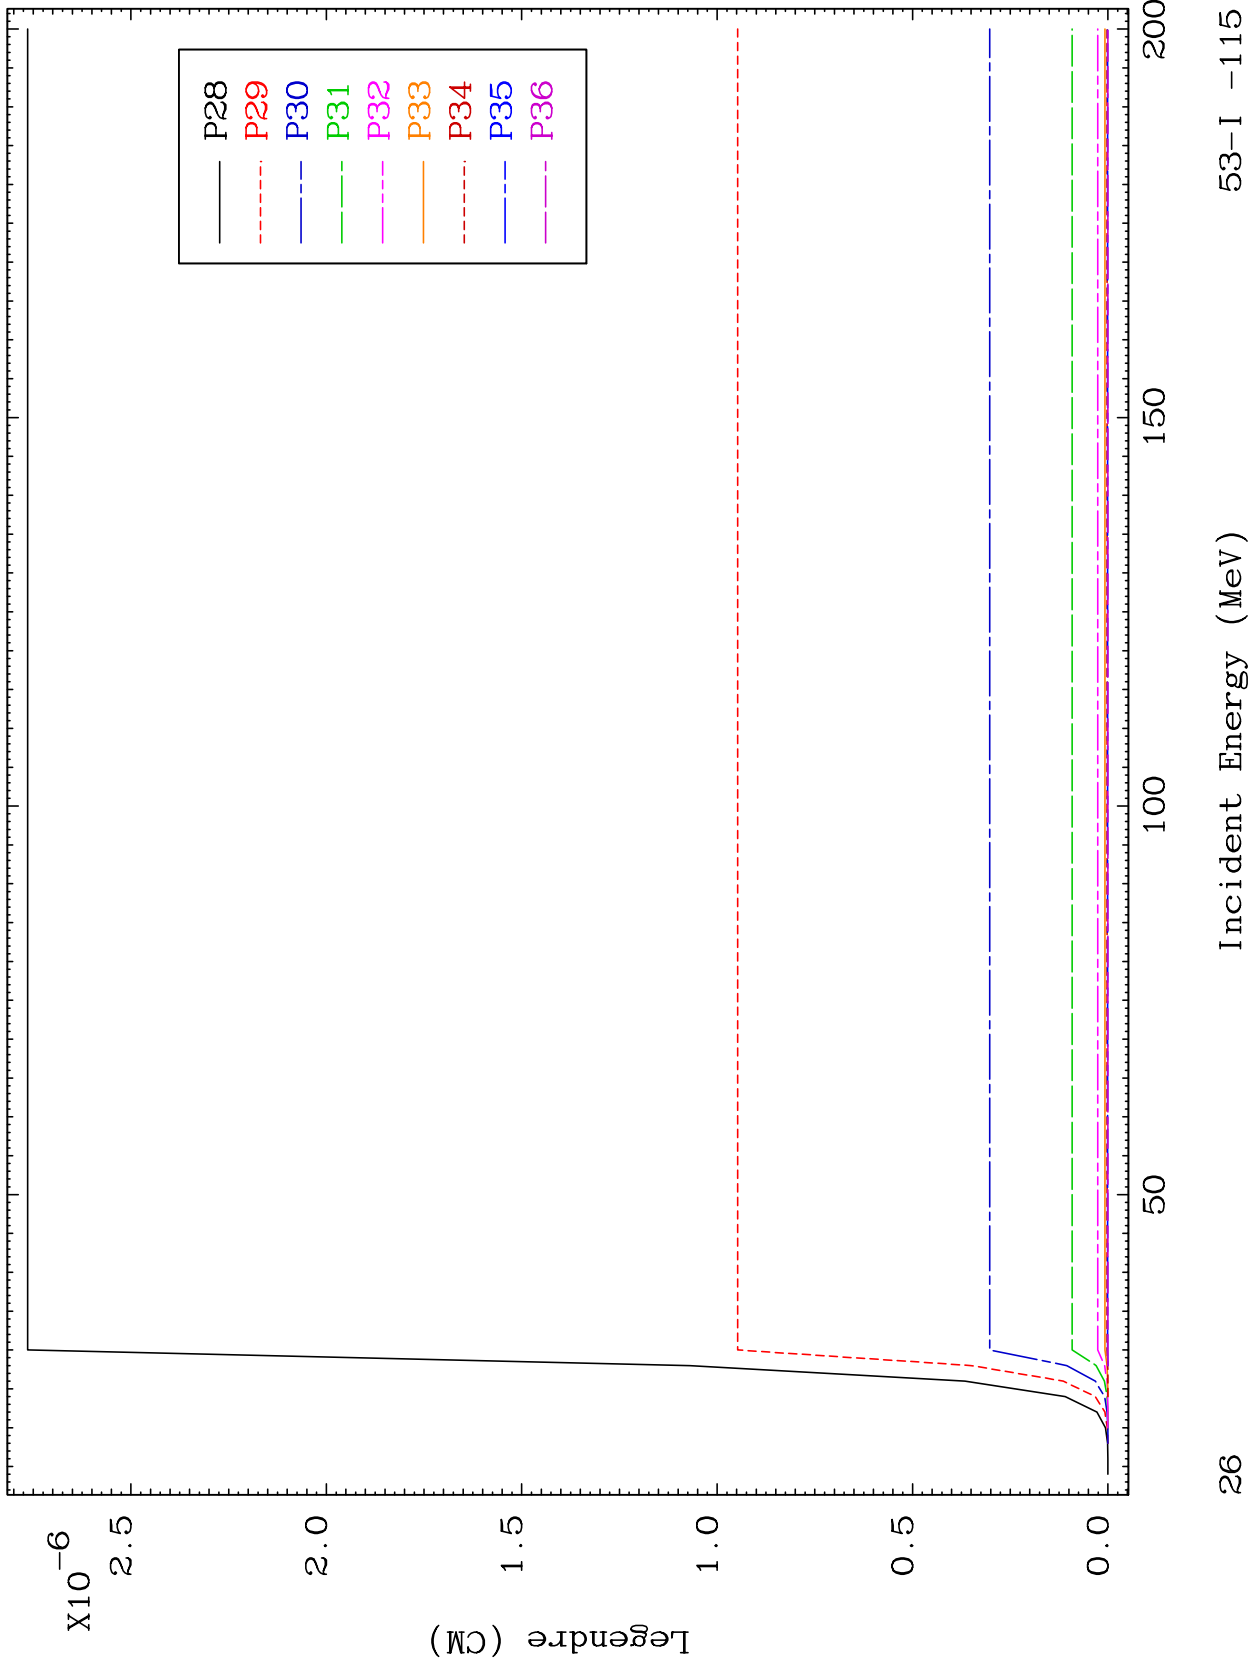 X10-6
2.5
2.0
1.5
1.0
0.5
0.0
Legendre (CM)
P28
P29
P30
P31
P32
P33
P34
P35
P36
50
100
150
200
Incident Energy (MeV)
26
53-I -115